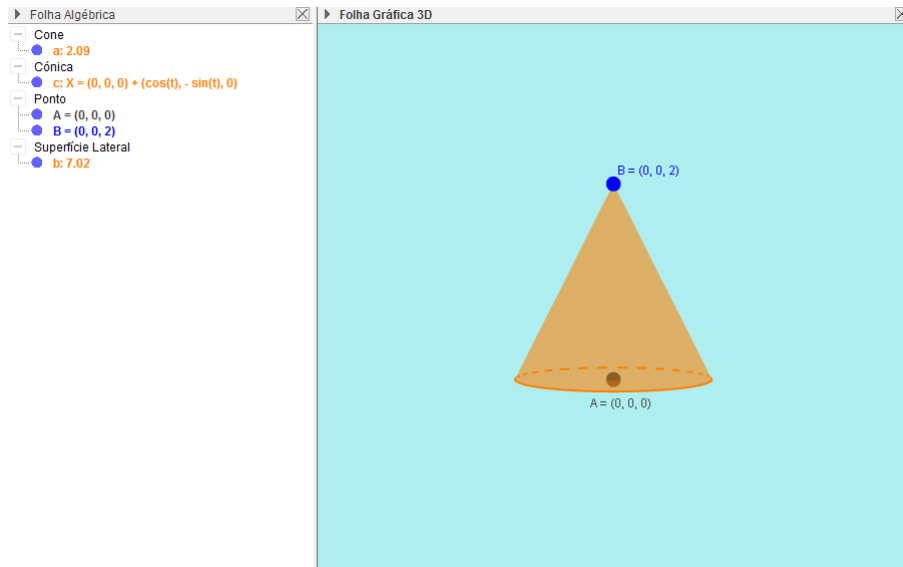 Folha Algébrica
Cone
a: 2.09
Cónica
c: X = (0, 0, 0) + (cos(t), - sin(t), 0)
Ponto
A = (0, 0, 0)
B = (0, 0, 2)
Superfície Lateral
b: 7.02
Folha Gráfica 3D
B = (0, 0, 2)
A = (0, 0, 0)